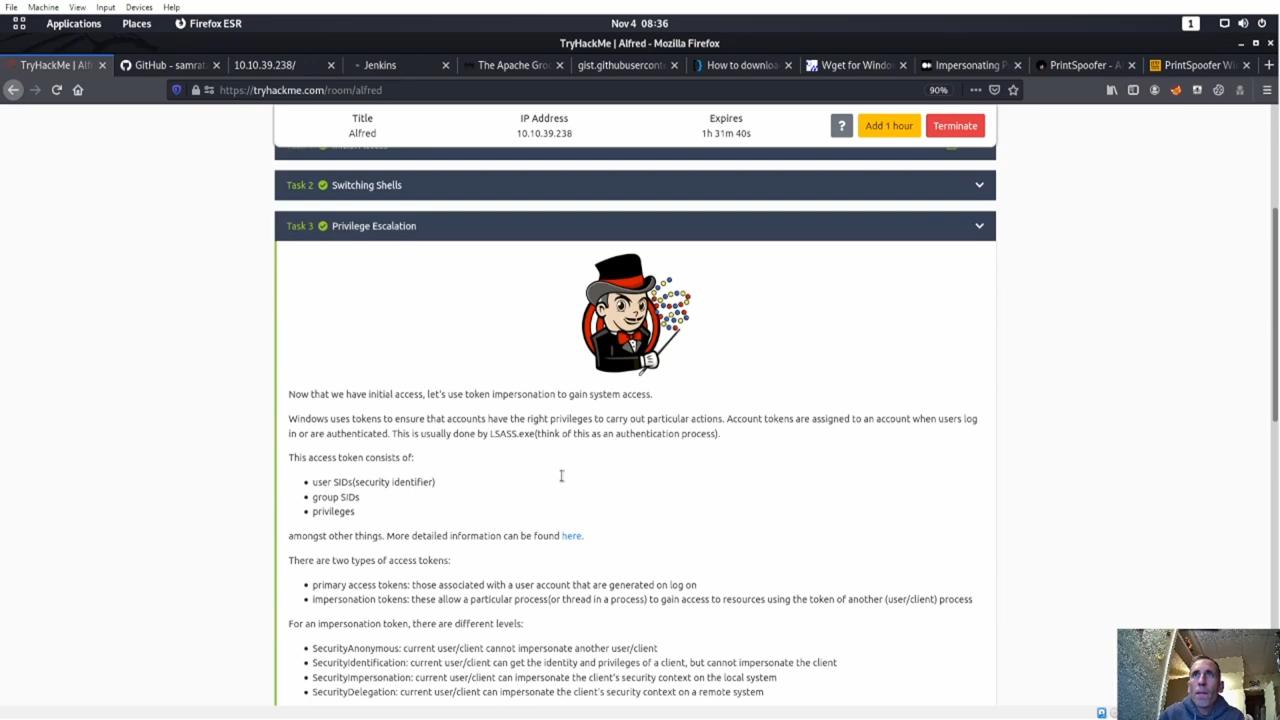 File Machine View Input Devices Help
Applications Places Firefox ESR Nov 4 08:36 1
TryHackMe | Alfred - Mozilla Firefox
TryHackMe | Alf GitHub - samrat 10.10.39.238/ Jenkins The Apache Gro gist.githubuserconte How to downloa Wget for Windo Impersonating P PrintSpoofer - A PrintSpoofer Wi
https://tryhackme.com/room/alfred 90%
Title IP Address Expires
Alfred 10.10.39.238 1h 31m 40s ? Add 1 hour Terminate
Task 2 Switching Shells
Task 3 Privilege Escalation
Now that we have initial access, let's use token impersonation to gain system access.
Windows uses tokens to ensure that accounts have the right privileges to carry out particular actions. Account tokens are assigned to an account when users log
in or are authenticated. This is usually done by LSASS.exe(think of this as an authentication process).
This access token consists of:
• user SIDs(security identifier)
• group SIDs
• privileges
amongst other things. More detailed information can be found here.
There are two types of access tokens:
• primary access tokens: those associated with a user account that are generated on log on
• impersonation tokens: these allow a particular process(or thread in a process) to gain access to resources using the token of another (user/client) process
For an impersonation token, there are different levels:
• SecurityAnonymous: current user/client cannot impersonate another user/client
• SecurityIdentification: current user/client can get the identity and privileges of a client, but cannot impersonate the client
• SecurityImpersonation: current user/client can impersonate the client's security context on the local system
• SecurityDelegation: current user/client can impersonate the client's security context on a remote system